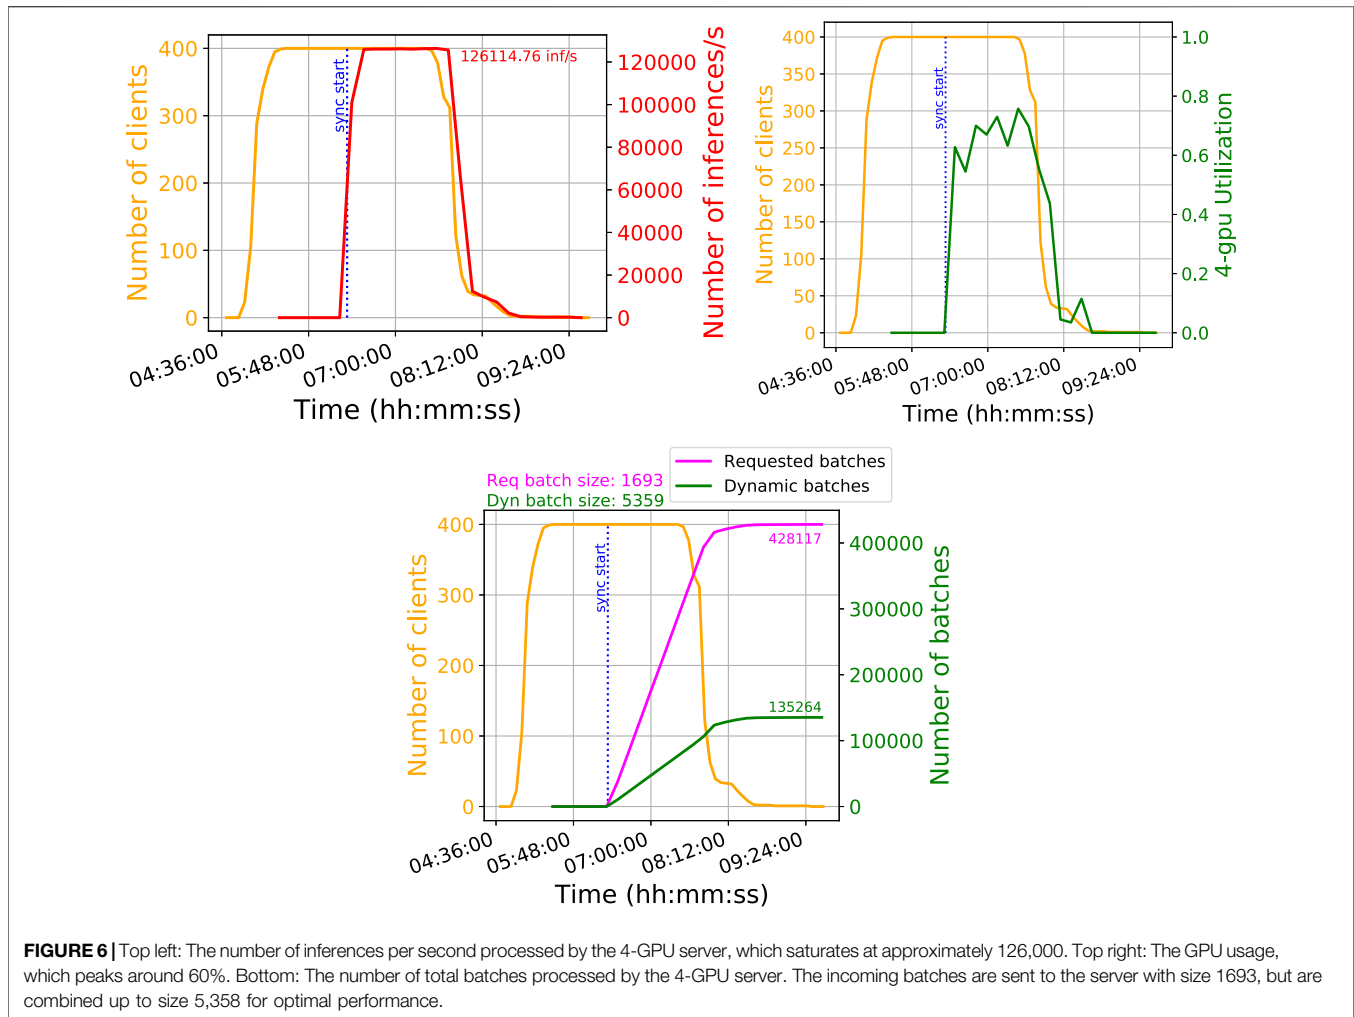 400
300
200
100
0
Number of clients
sync start
126114.76 inf/s
120000
100000
80000
60000
40000
20000
0
Number of inferences/s
04:36:00
05:48:00
07:00:00
08:12:00
09:24:00
Time (hh:mm:ss)
400
350
300
250
200
150
100
50
0
Number of clients
sync start
1.0
0.8
0.6
0.4
0.2
0.0
4-gpu Utilization
04:36:00
05:48:00
07:00:00
08:12:00
09:24:00
Time (hh:mm:ss)
Req batch size: 1693
Dyn batch size: 5359
Requested batches
Dynamic batches
400
300
200
100
0
Number of clients
sync start
428117
135264
400000
300000
200000
100000
0
Number of batches
04:36:00
05:48:00
07:00:00
08:12:00
09:24:00
Time (hh:mm:ss)
FIGURE 6 | Top left: The number of inferences per second processed by the 4-GPU server, which saturates at approximately 126,000. Top right: The GPU usage,
which peaks around 60%. Bottom: The number of total batches processed by the 4-GPU server. The incoming batches are sent to the server with size 1693, but are
combined up to size 5,358 for optimal performance.